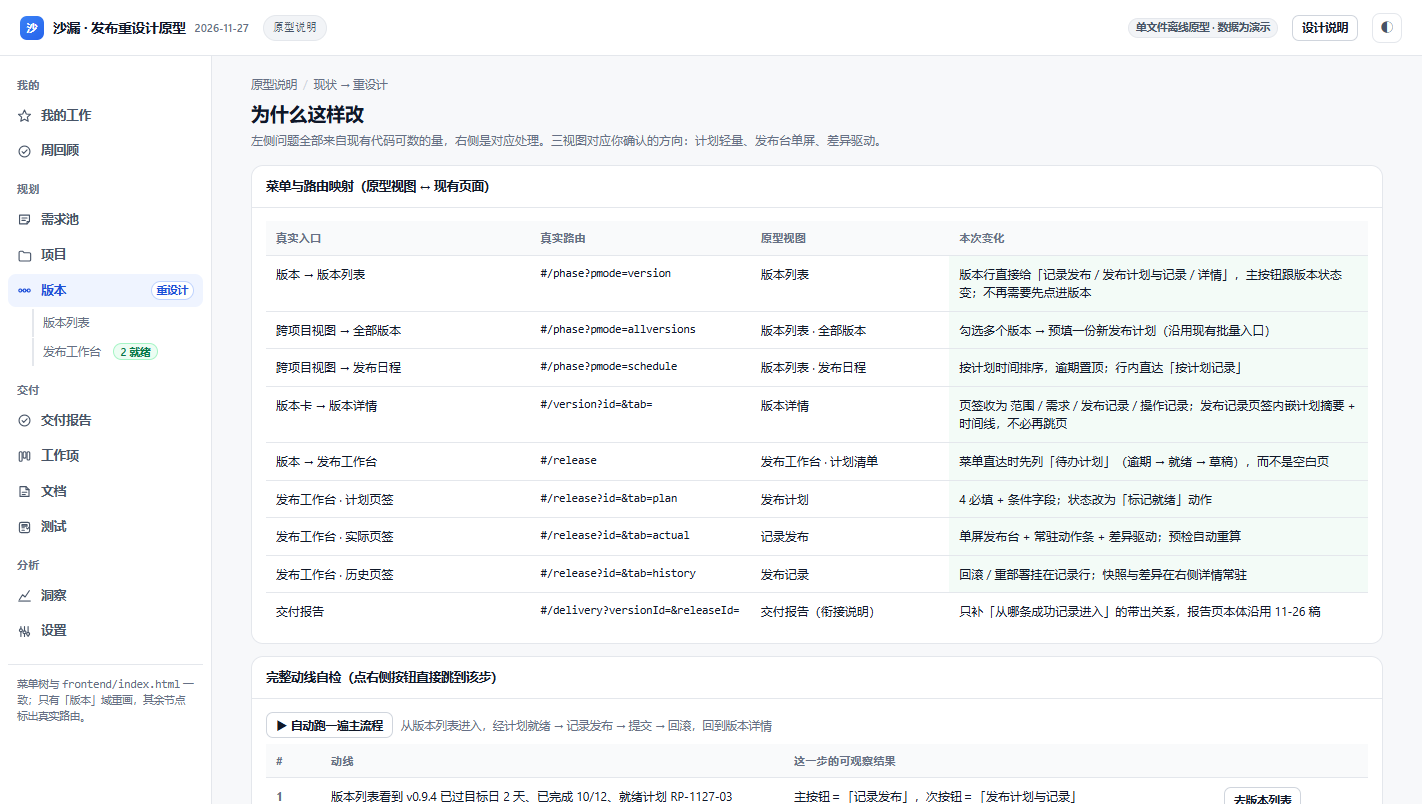 沙 沙漏 · 发布重设计原型 2026-11-27 原型说明 单文件离线原型 · 数据为演示 设计说明
我的
我的工作
周回顾
规划
需求池
项目
版本 重设计
版本列表
发布工作台 2 就绪
交付
交付报告
工作项
文档
测试
分析
洞察
设置
菜单树与 frontend/index.html 一
致；只有「版本」域重画，其余节点
标出真实路由。
原型说明 / 现状 → 重设计
为什么这样改
左侧问题全部来自现有代码可数的量，右侧是对应处理。三视图对应你确认的方向：计划轻量、发布台单屏、差异驱动。
菜单与路由映射（原型视图 ↔ 现有页面）
真实入口 真实路由 原型视图 本次变化
版本 → 版本列表 #/phase?pmode=version 版本列表 版本行直接给「记录发布 / 发布计划与记录 / 详情」，主按钮跟版本状态
变；不再需要先点进版本
跨项目视图 → 全部版本 #/phase?pmode=allversions 版本列表 · 全部版本 勾选多个版本 → 预填一份新发布计划（沿用现有批量入口）
跨项目视图 → 发布日程 #/phase?pmode=schedule 版本列表 · 发布日程 按计划时间排序，逾期置顶；行内直达「按计划记录」
版本卡 → 版本详情 #/version?id=&tab= 版本详情 页签收为 范围 / 需求 / 发布记录 / 操作记录；发布记录页签内嵌计划摘要 +
时间线，不必再跳页
版本 → 发布工作台 #/release 发布工作台 · 计划清单 菜单直达时先列「待办计划」（逾期 → 就绪 → 草稿），而不是空白页
发布工作台 · 计划页签 #/release?id=&tab=plan 发布计划 4 必填 + 条件字段；状态改为「标记就绪」动作
发布工作台 · 实际页签 #/release?id=&tab=actual 记录发布 单屏发布台 + 常驻动作条 + 差异驱动；预检自动重算
发布工作台 · 历史页签 #/release?id=&tab=history 发布记录 回滚 / 重部署挂在记录行；快照与差异在右侧详情常驻
交付报告 #/delivery?versionId=&releaseId= 交付报告（衔接说明） 只补「从哪条成功记录进入」的带出关系，报告页本体沿用 11-26 稿
完整动线自检（点右侧按钮直接跳到该步）
▶ 自动跑一遍主流程 从版本列表进入，经计划就绪 → 记录发布 → 提交 → 回滚，回到版本详情
# 动线 这一步的可观察结果
1 版本列表看到 v0.9.4 已过目标日 2 天、已完成 10/12、就绪计划 RP-1127-03 主按钮 = 「记录发布」，次按钮 = 「发布计划与记录」 去版本列表